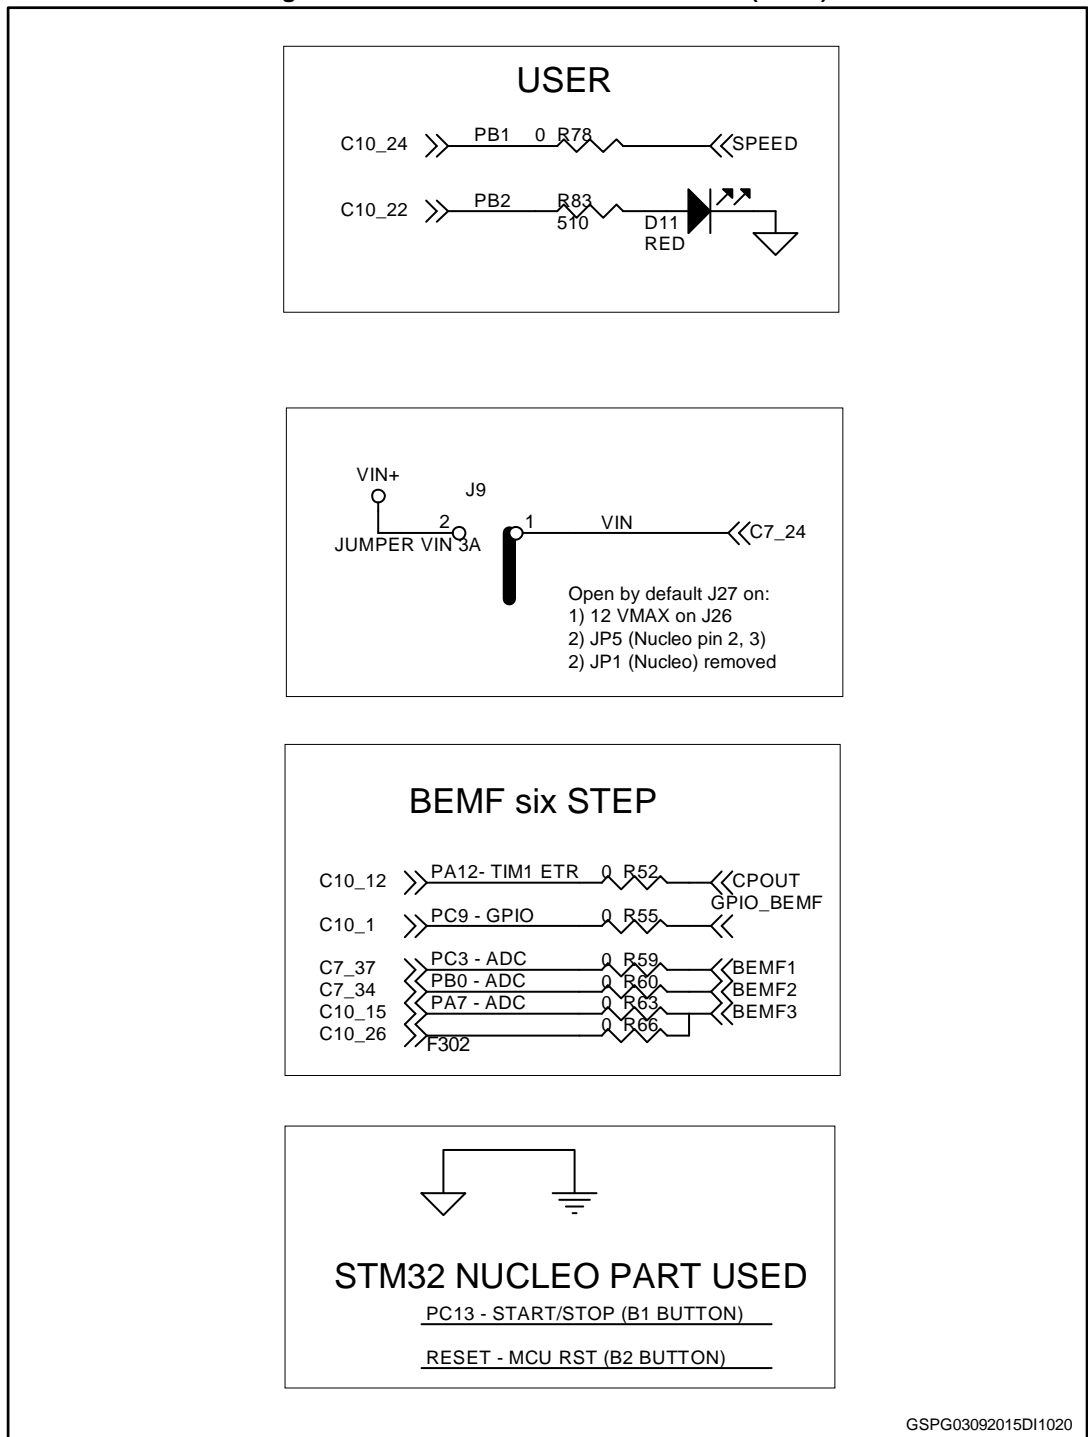 USER
C10_24 PB1 0 R78 SPEED
C10_22 PB2 R83
510 D11
RED
VIN+
J9
2 1 VIN C7_24
JUMPER VIN 3A
Open by default J27 on:
1) 12 VMAX on J26
2) JP5 (Nucleo pin 2, 3)
2) JP1 (Nucleo) removed
BEMF six STEP
C10_12 PA12- TIM1 ETR 0 R52 CPOUT
GPIO_BEMF
C10_1 PC9 - GPIO 0 R55
C7_37 PC3 - ADC 0 R59 BEMF1
C7_34 PB0 - ADC 0 R60 BEMF2
C10_15 PA7 - ADC 0 R63 BEMF3
C10_26 0 R66
F302
STM32 NUCLEO PART USED
PC13 - START/STOP (B1 BUTTON)
RESET - MCU RST (B2 BUTTON)
GSPG03092015DI1020